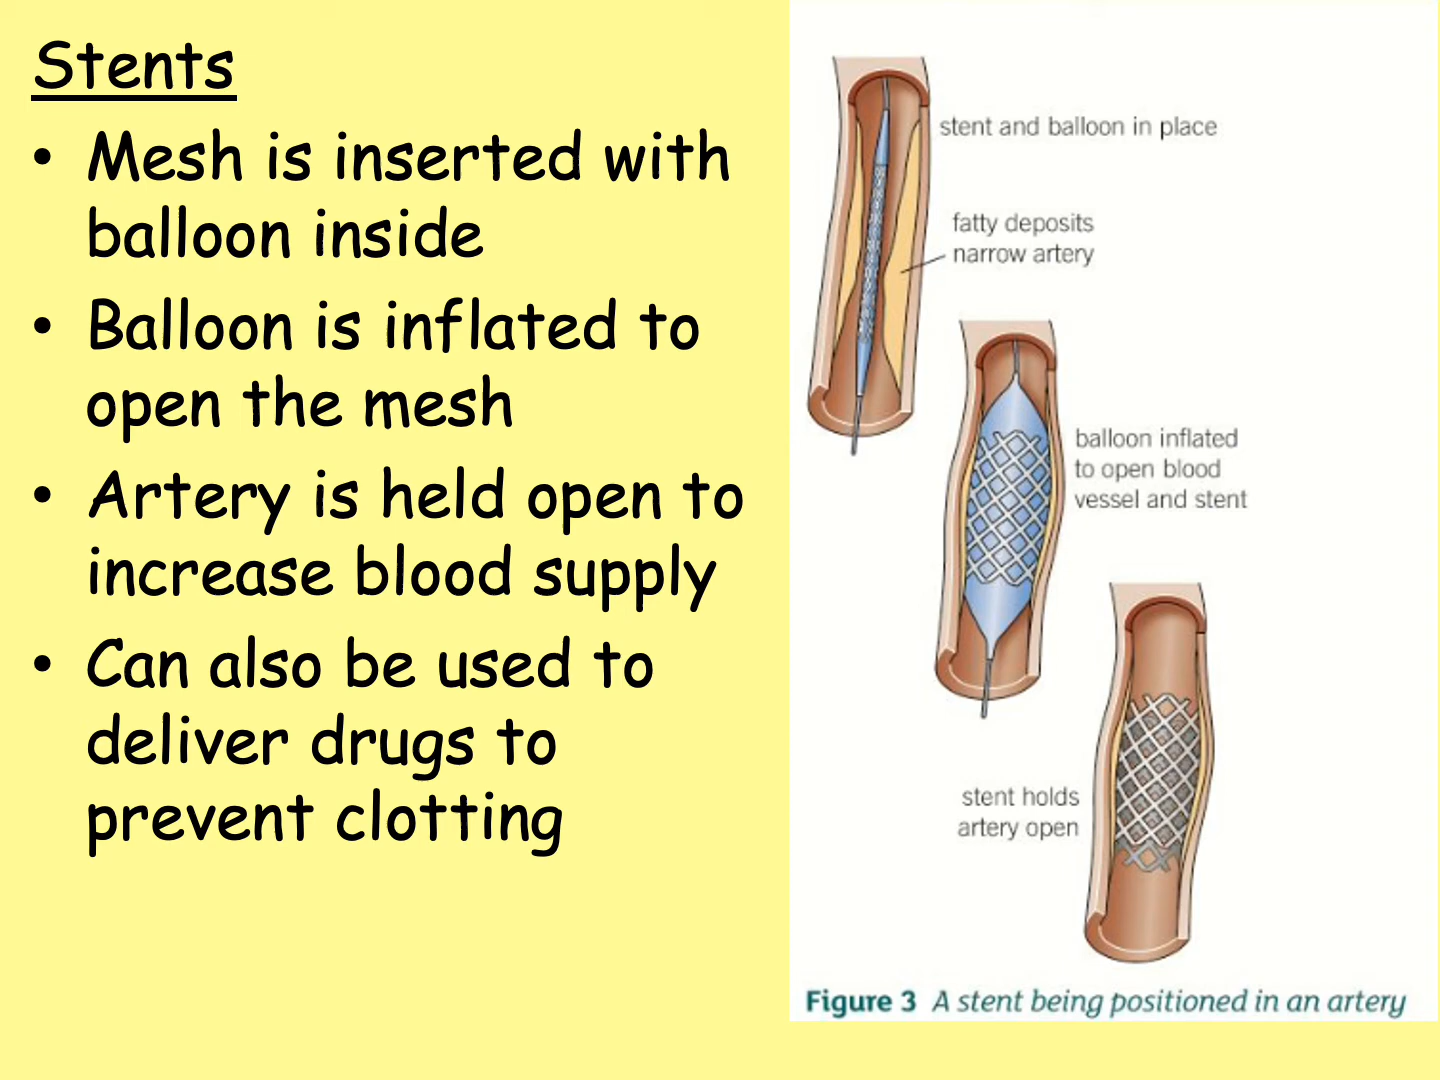 Stents
• Mesh is inserted with
balloon inside
• Balloon is inflated to
open the mesh
• Artery is held open to
increase blood supply
• Can also be used to
deliver drugs to
prevent clotting
stent and balloon in place
fatty deposits
narrow artery
balloon inflated
to open blood
vessel and stent
stent holds
artery open
Figure 3 A stent being positioned in an artery